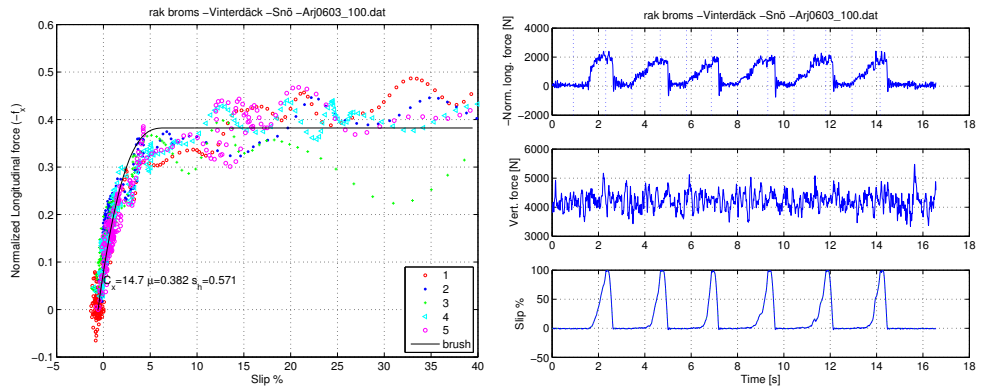 rak broms −Vinterdäck −Snö −Arj0603_100.dat
0.6
0.5
0.4
0.3
0.2
0.1
0
−0.1
Normalized Longitudinal force (−fx)
Cx=14.7 μ=0.382 sh=0.571
1
2
3
4
5
brush
−5 0 5 10 15 20 25 30 35 40
Slip %
rak broms −Vinterdäck −Snö −Arj0603_100.dat
4000
2000
0
−2000
−Norm. long. force [N]
0 2 4 6 8 10 12 14 16 18
6000
5000
4000
3000
Vert. force [N]
0 2 4 6 8 10 12 14 16 18
100
50
0
−50
Slip %
0 2 4 6 8 10 12 14 16 18
Time [s]